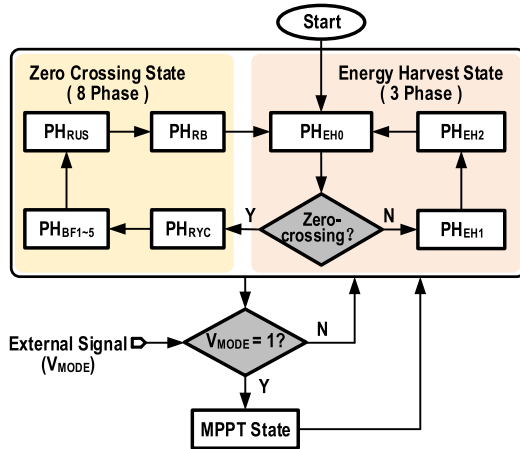 Start
Zero Crossing State
( 8 Phase )
Energy Harvest State
( 3 Phase )
PHRUS
PHRB
PHEH0
PHEH2
PHBF1~5
PHRYC
Y
Zero-
crossing?
N
PHEH1
External Signal
(VMODE)
VMODE = 1?
N
Y
MPPT State